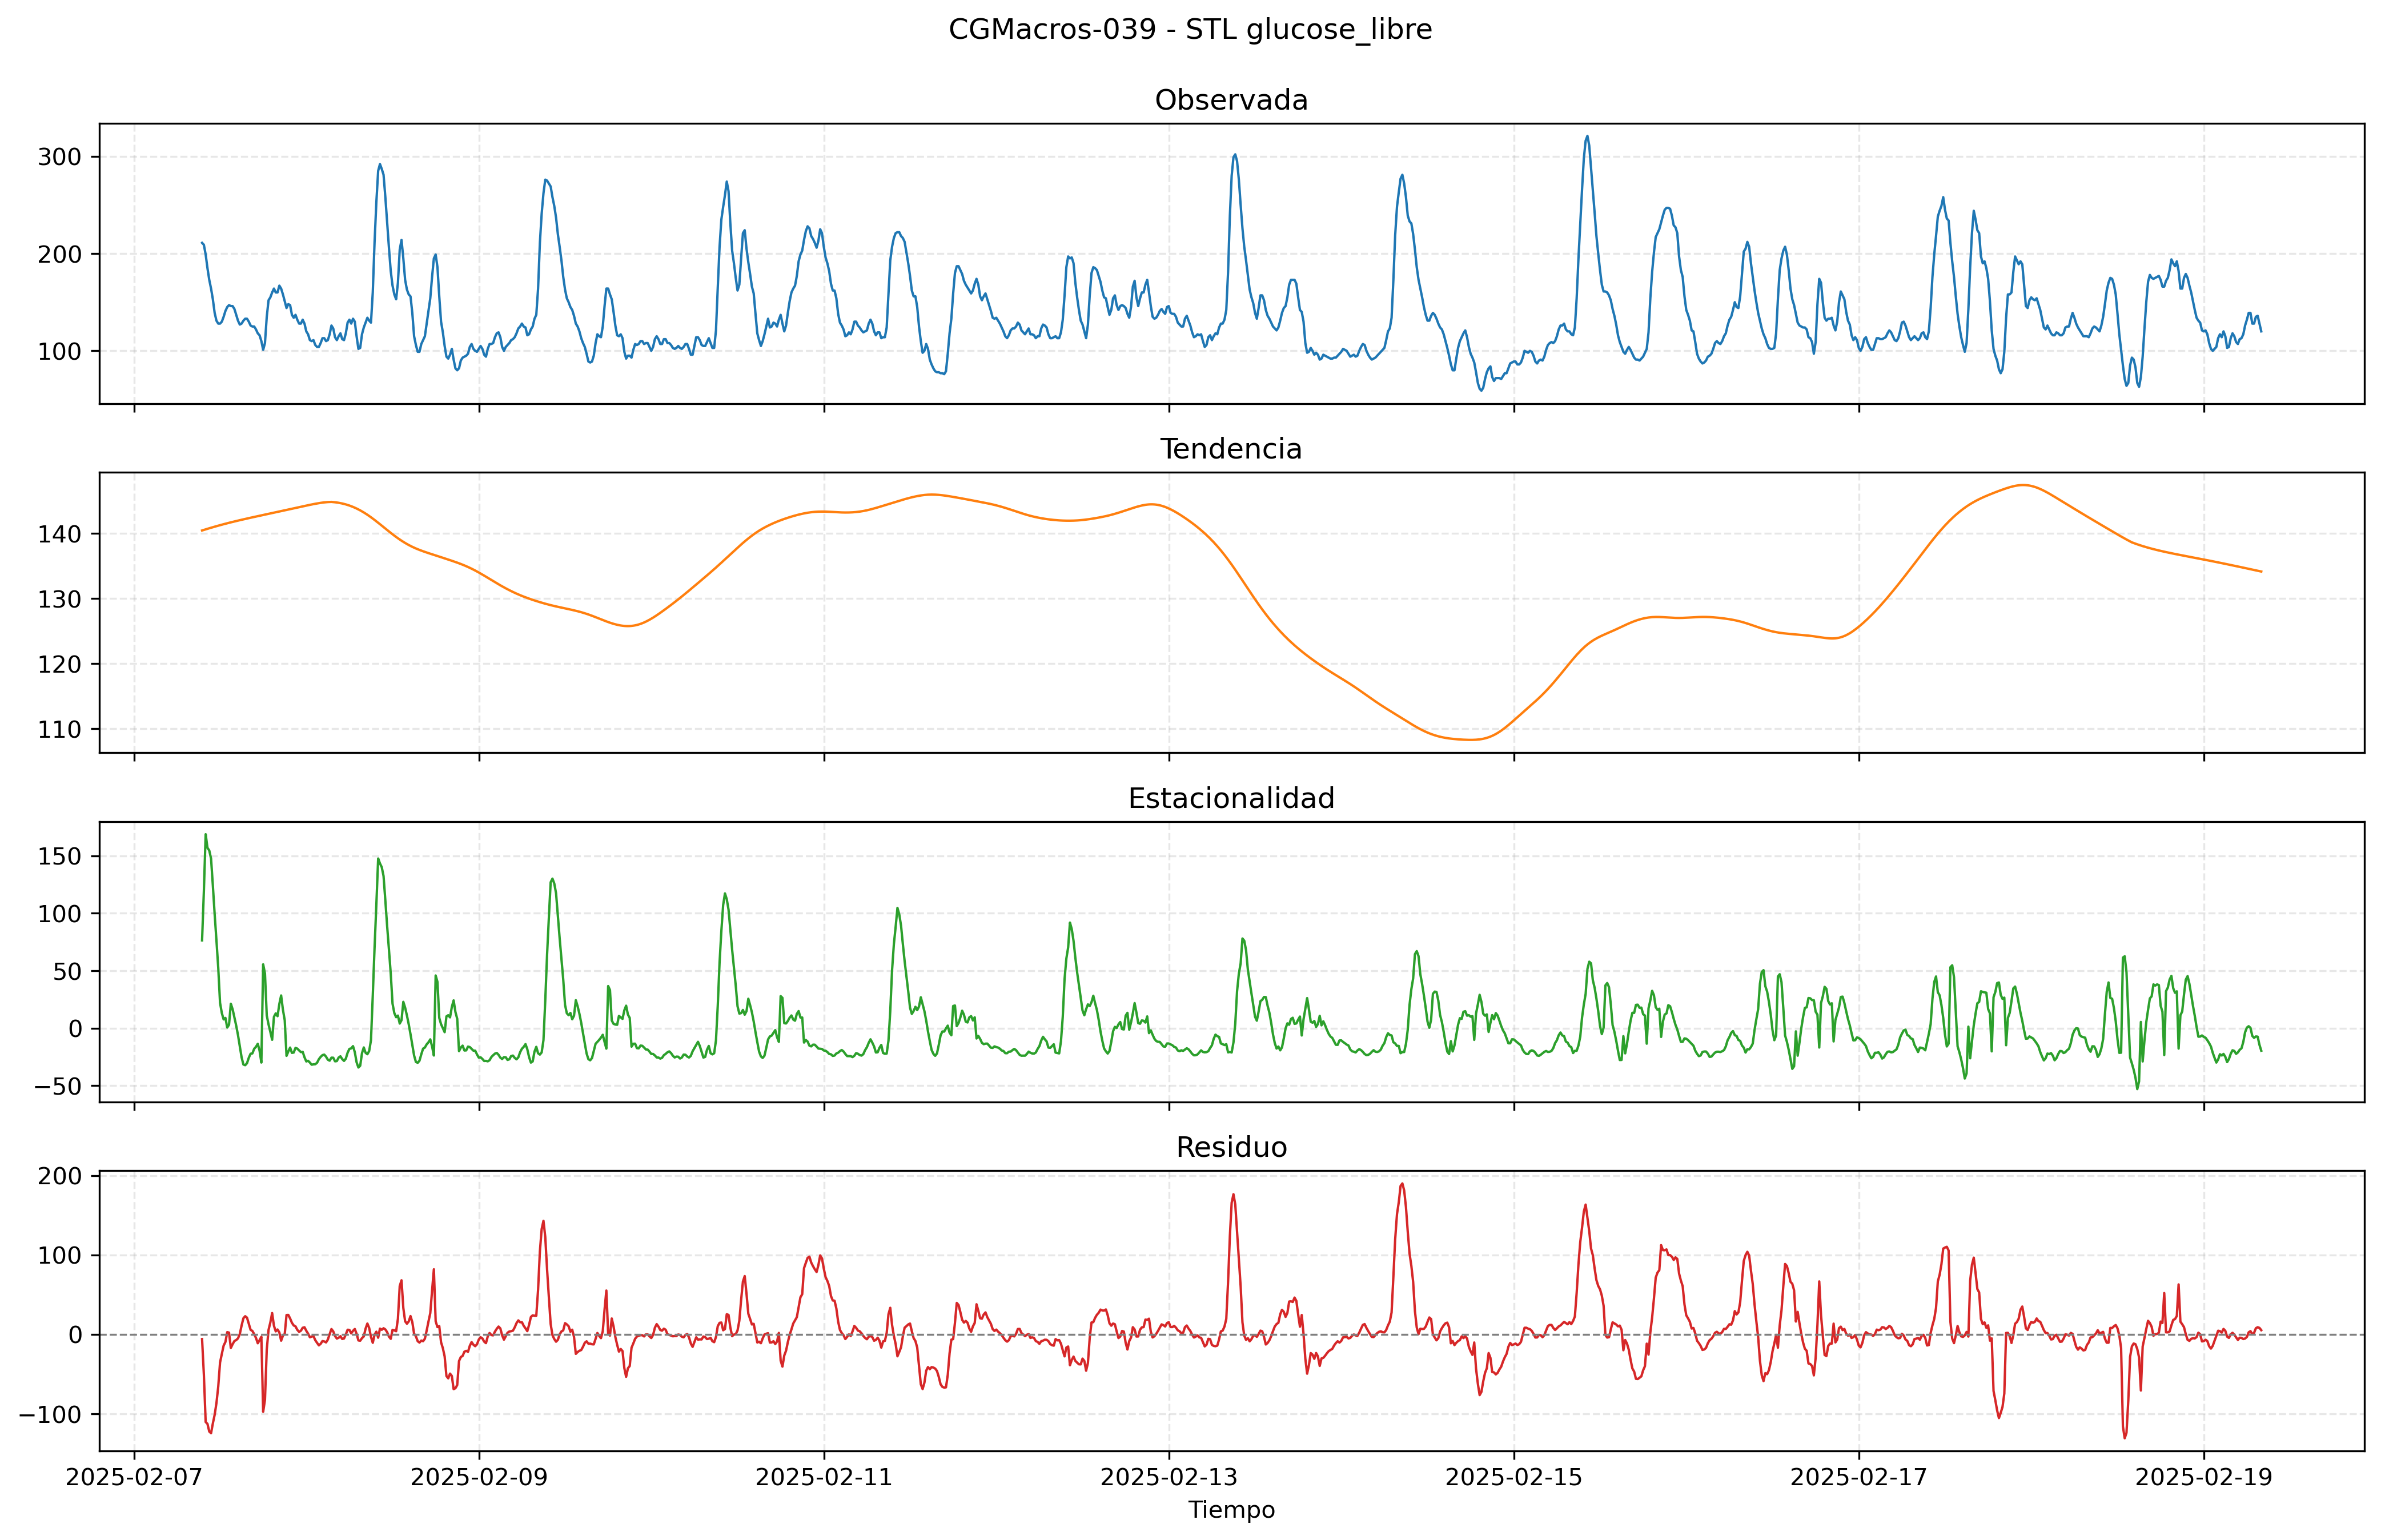 CGMacros-039 - STL glucose_libre
Observada
300
200
100
Tendencia
140
130
120
110
Estacionalidad
150
100
50
0
−50
Residuo
200
100
0
−100
2025-02-07 2025-02-09 2025-02-11 2025-02-13 2025-02-15 2025-02-17 2025-02-19
Tiempo